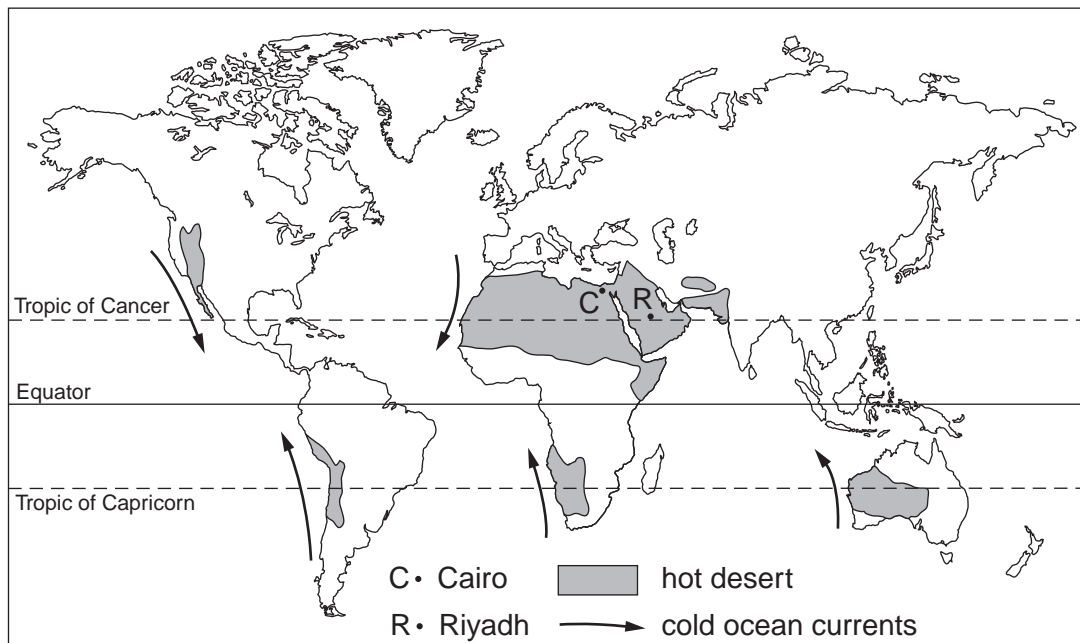 C
R
Tropic of Cancer
Equator
Tropic of Capricorn
C • Cairo
hot desert
R • Riyadh
cold ocean currents